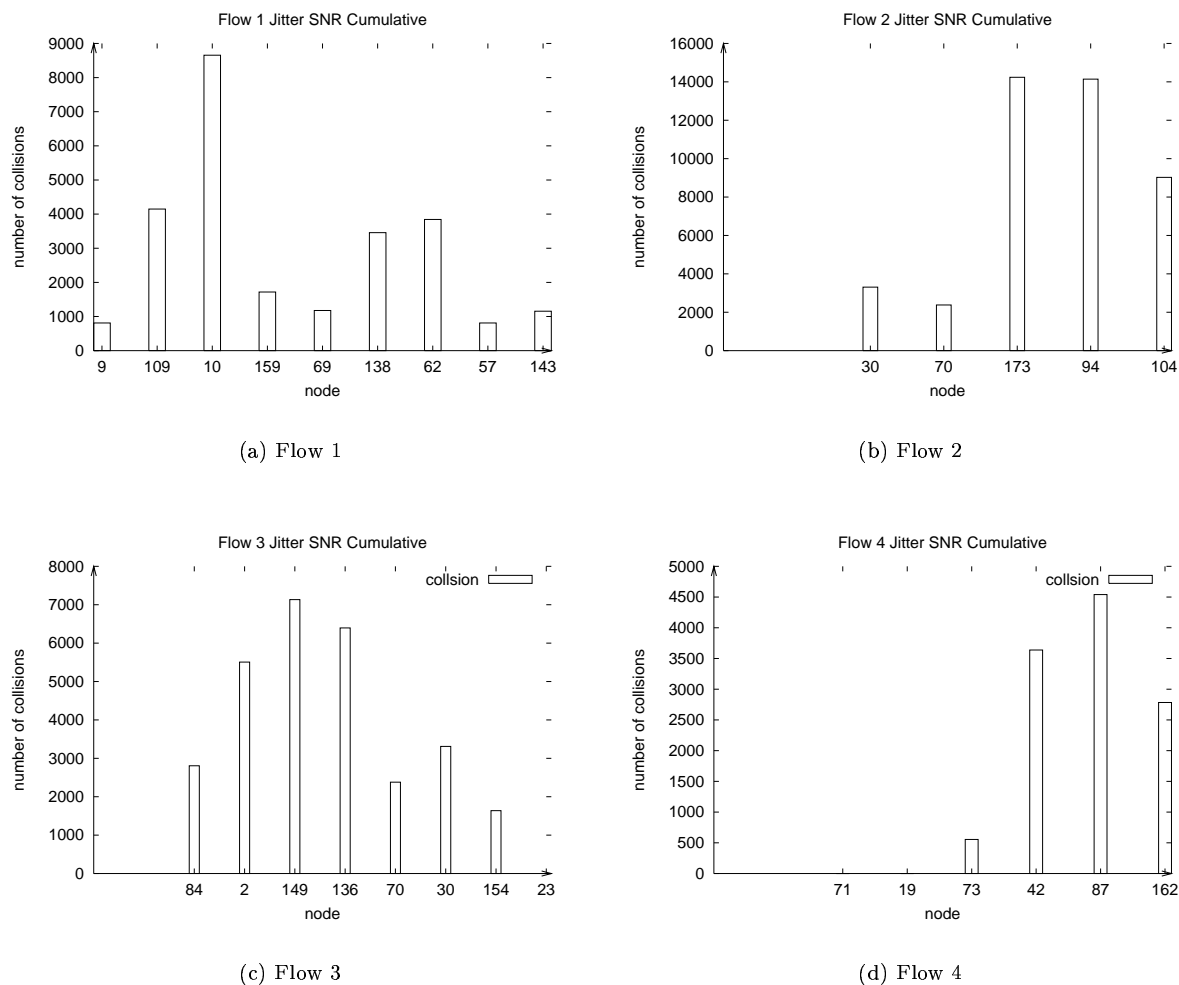 Flow 1 Jitter SNR Cumulative
number of collisions
9000
8000
7000
6000
5000
4000
3000
2000
1000
0
9 109 10 159 69 138 62 57 143
node
(a) Flow 1
Flow 2 Jitter SNR Cumulative
number of collisions
16000
14000
12000
10000
8000
6000
4000
2000
0
30 70 173 94 104
node
(b) Flow 2
Flow 3 Jitter SNR Cumulative
number of collisions
collsion
8000
7000
6000
5000
4000
3000
2000
1000
0
84 2 149 136 70 30 154 23
node
(c) Flow 3
Flow 4 Jitter SNR Cumulative
number of collisions
collsion
5000
4500
4000
3500
3000
2500
2000
1500
1000
500
0
71 19 73 42 87 162
node
(d) Flow 4